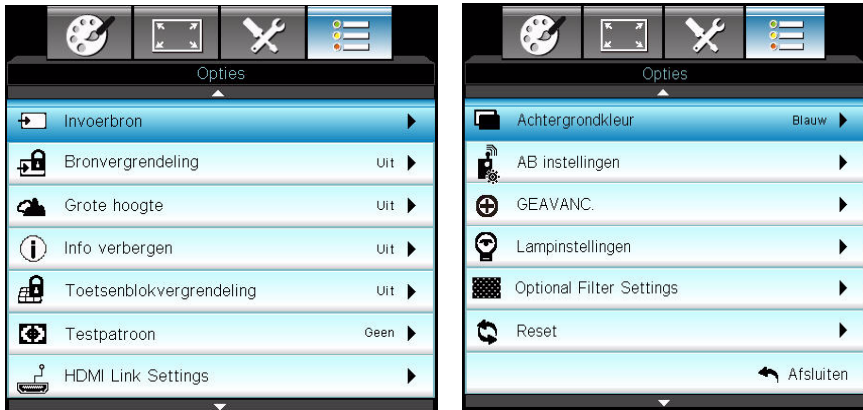 Opties
Invoerbron
Bronvergrendeling Uit
Grote hoogte Uit
Info verbergen Uit
Toetsenblokvergrendeling Uit
Testpatroon Geen
HDMI Link Settings
Opties
Achtergrondkleur Blauw
AB instellingen
GEAVANC.
Lampinstellingen
Optional Filter Settings
Reset
Afsluiten